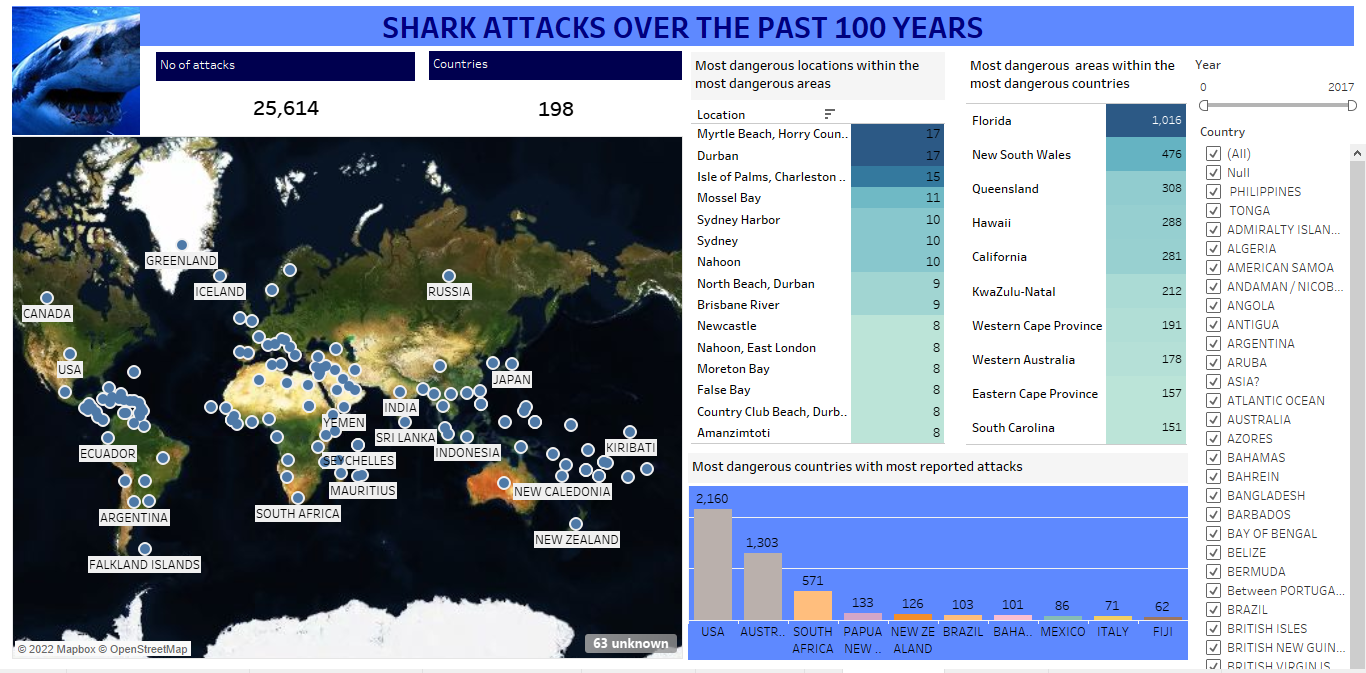 SHARK ATTACKS OVER THE PAST 100 YEARS
No of attacks
25,614
Countries
198
GREENLAND
ICELAND
RUSSIA
CANADA
USA
JAPAN
INDIA
YEMEN
SRI LANKA
ECUADOR
SEYCHELLES
INDONESIA
KIRIBATI
MAURITIUS
NEW CALEDONIA
ARGENTINA
SOUTH AFRICA
NEW ZEALAND
FALKLAND ISLANDS
© 2022 Mapbox © OpenStreetMap
63 unknown
Most dangerous locations within the
most dangerous areas
Location
Myrtle Beach, Horry Coun.. 17
Durban 17
Isle of Palms, Charleston .. 15
Mossel Bay 11
Sydney Harbor 10
Sydney 10
Nahoon 10
North Beach, Durban 9
Brisbane River 9
Newcastle 8
Nahoon, East London 8
Moreton Bay 8
False Bay 8
Country Club Beach, Durb.. 8
Amanzimtoti 8
Most dangerous  areas within the
most dangerous countries
Florida 1,016
New South Wales 476
Queensland 308
Hawaii 288
California 281
KwaZulu-Natal 212
Western Cape Province 191
Western Australia 178
Eastern Cape Province 157
South Carolina 151
Most dangerous countries with most reported attacks
2,160
1,303
571
133
126
103
101
86
71
62
USA
AUSTR..
SOUTH
AFRICA
PAPUA
NEW ..
NEW ZE
ALAND
BRAZIL
BAHA..
MEXICO
ITALY
FIJI
Year
0 2017
Country
(All)
Null
PHILIPPINES
TONGA
ADMIRALTY ISLAN...
ALGERIA
AMERICAN SAMOA
ANDAMAN / NICOB...
ANGOLA
ANTIGUA
ARGENTINA
ARUBA
ASIA?
ATLANTIC OCEAN
AUSTRALIA
AZORES
BAHAMAS
BAHREIN
BANGLADESH
BARBADOS
BAY OF BENGAL
BELIZE
BERMUDA
Between PORTUGA...
BRAZIL
BRITISH ISLES
BRITISH NEW GUIN...
BRITISH VIRGIN IS...